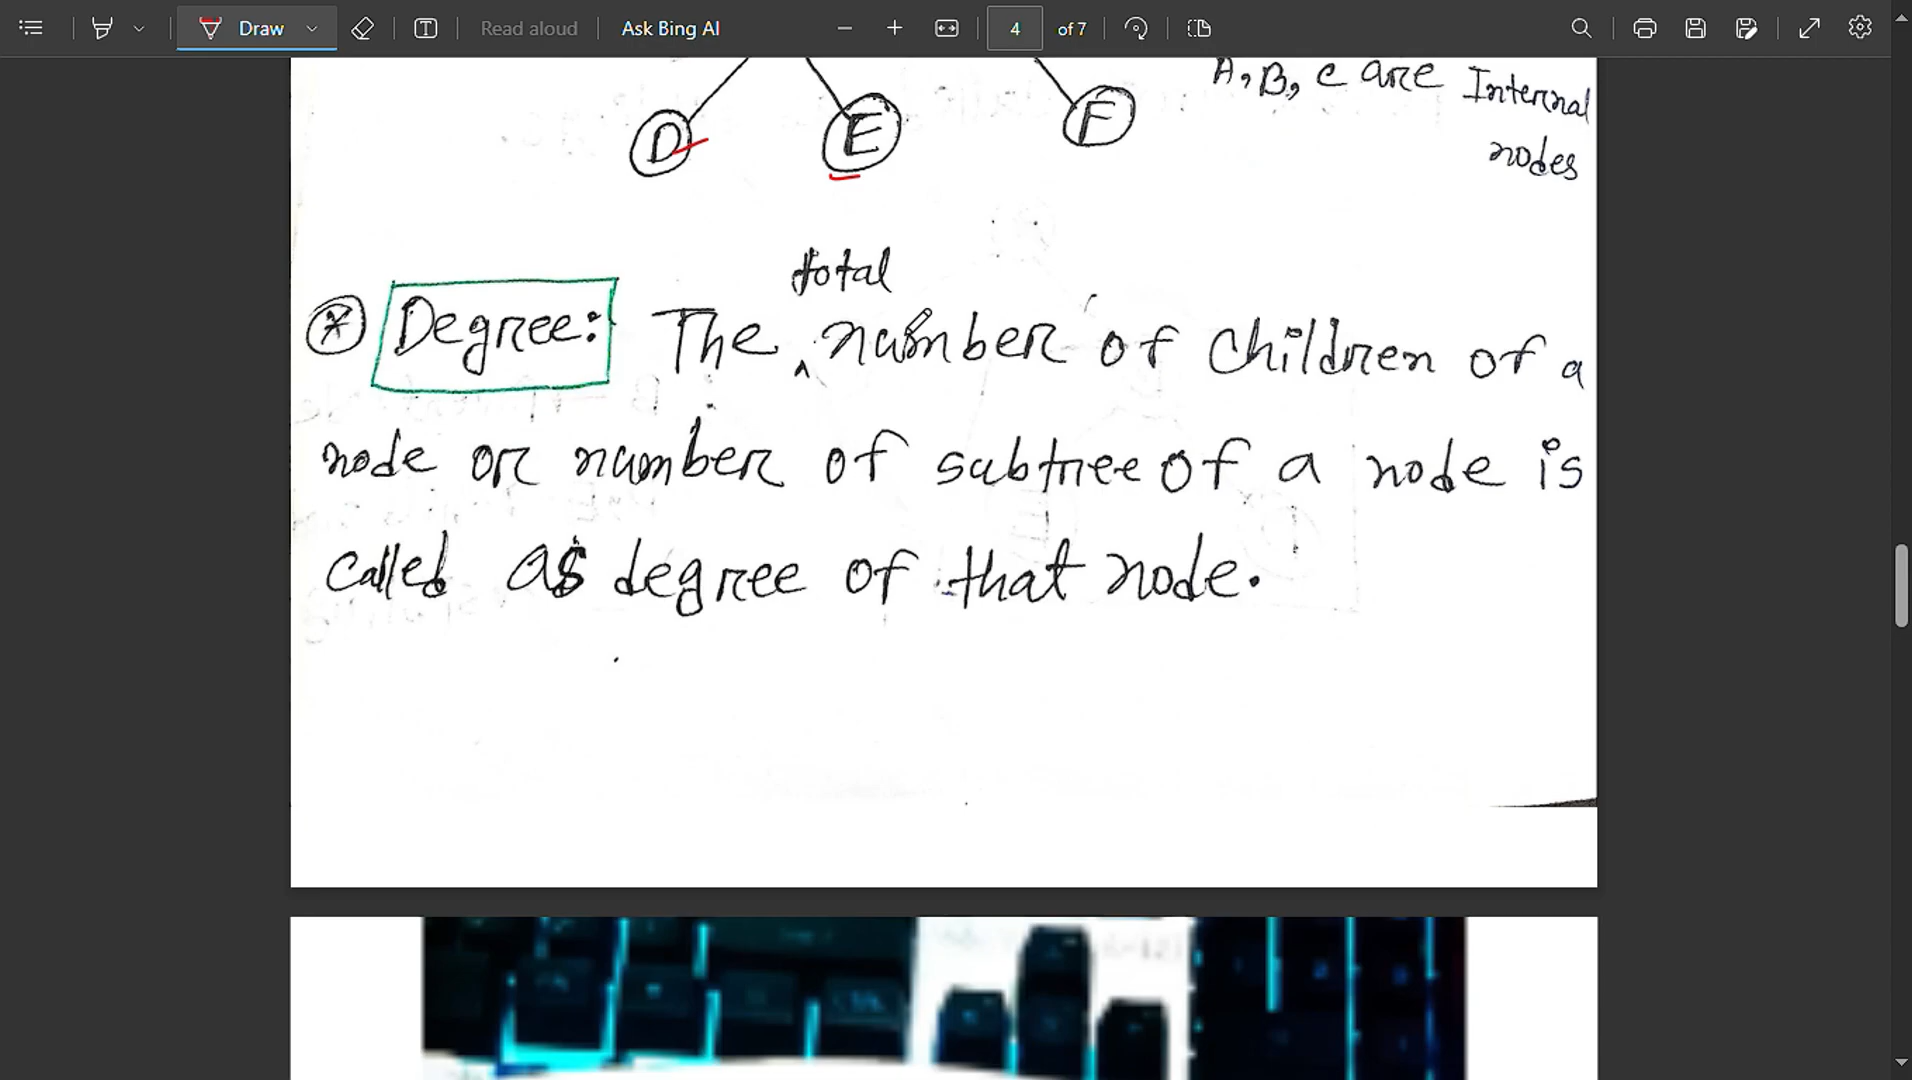 Draw
Read aloud
Ask Bing AI
4
of 7
A, B, C are Internal
nodes
D
E
F
total
* Degree: The ^ number of children of a
node or number of subtree of a node is
called as degree of that node.